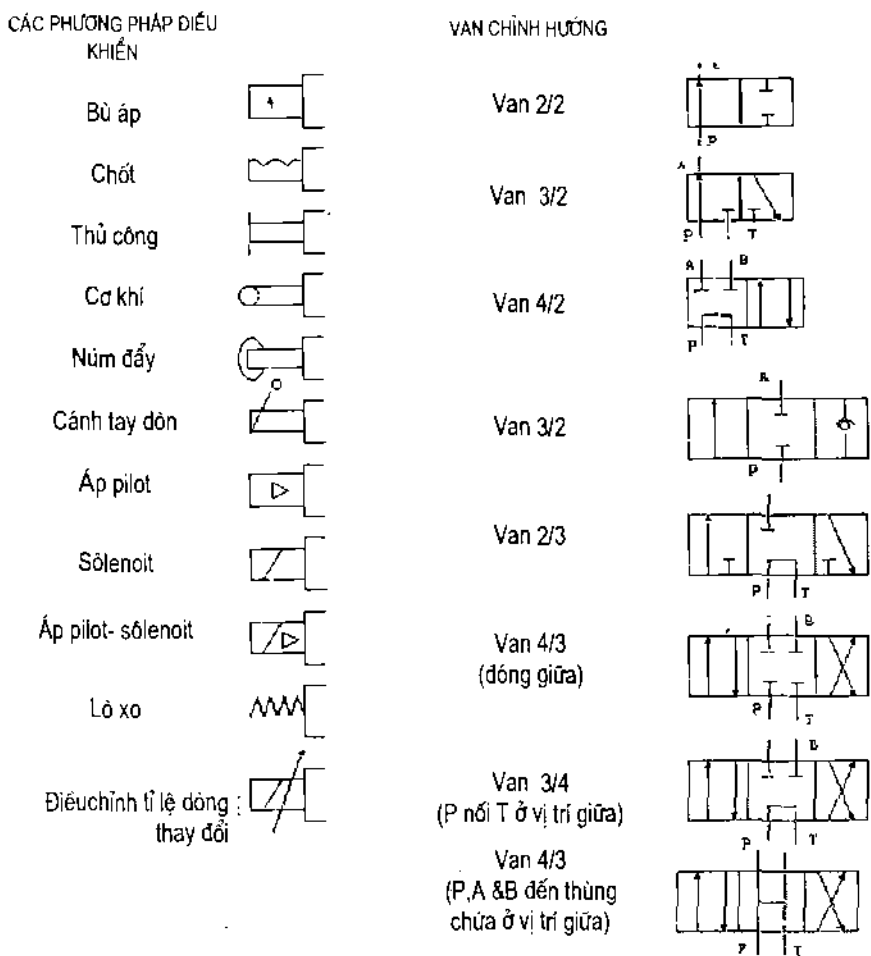 CÁC PHƯƠNG PHÁP ĐIỀU
KHIỂN
Bù áp
Chốt
Thủ công
Cơ khí
Núm đẩy
Cánh tay dòn
Áp pilot
Sôlenoit
Áp pilot- sôlenoit
Lò xo
Điềuchỉnh tỉ lệ dòng
thay đổi
VAN CHỈNH HƯỚNG
Van 2/2
P
Van 3/2
A
P T
Van 4/2
A B
P T
Van 3/2
A
P
Van 2/3
P T
Van 4/3
(đóng giữa)
B
P T
Van 3/4
(P nối T ở vị trí giữa)
B
P T
Van 4/3
(P,A &B đến thùng
chứa ở vị trí giữa)
P T